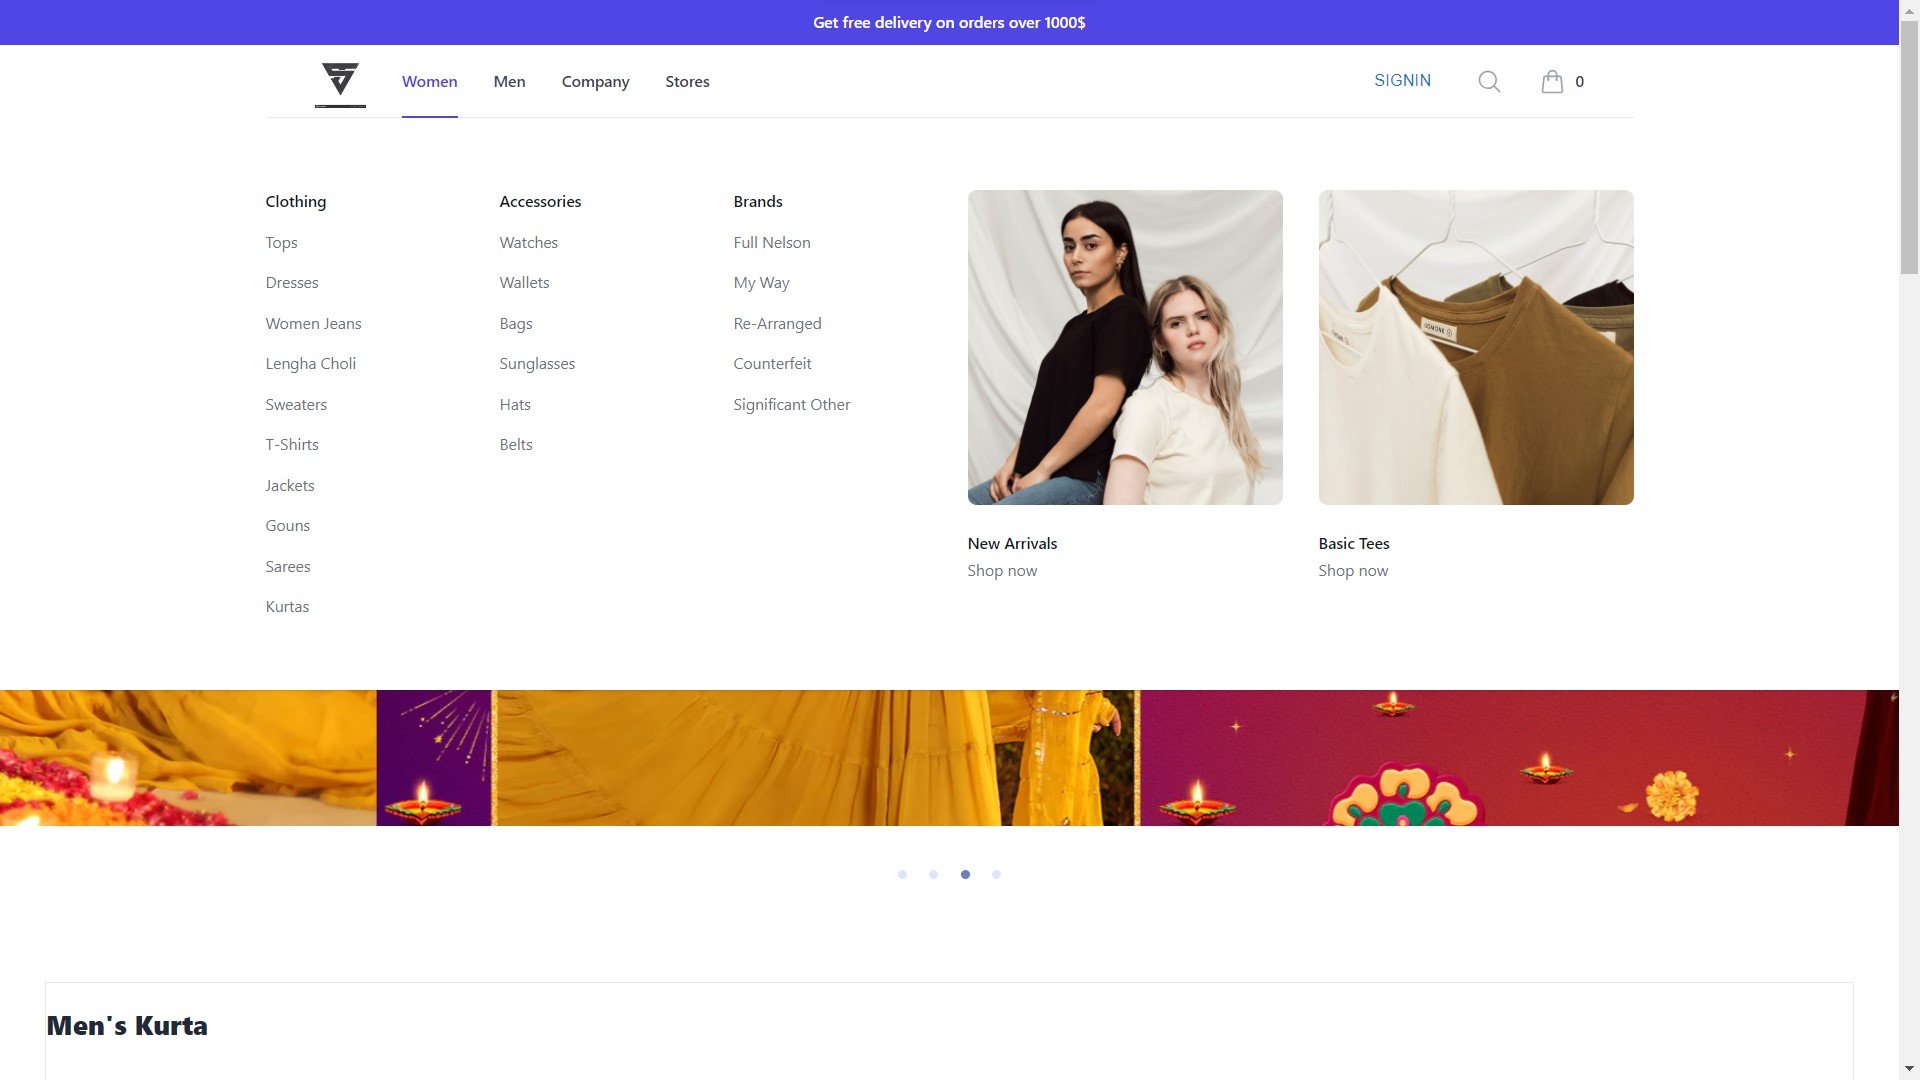 Get free delivery on orders over 1000$
Women
Men
Company
Stores
SIGNIN
0
Clothing
Tops
Dresses
Women Jeans
Lengha Choli
Sweaters
T-Shirts
Jackets
Gouns
Sarees
Kurtas
Accessories
Watches
Wallets
Bags
Sunglasses
Hats
Belts
Brands
Full Nelson
My Way
Re-Arranged
Counterfeit
Significant Other
UGMONK
New Arrivals
Shop now
Basic Tees
Shop now
Men's Kurta